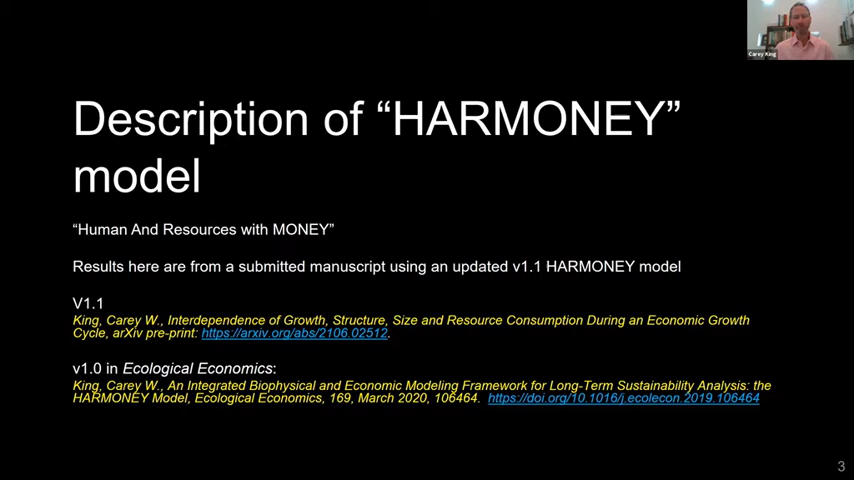 Carey King
Description of “HARMONEY”
model
“Human And Resources with MONEY”
Results here are from a submitted manuscript using an updated v1.1 HARMONEY model
V1.1
King, Carey W., Interdependence of Growth, Structure, Size and Resource Consumption During an Economic Growth
Cycle, arXiv pre-print: https://arxiv.org/abs/2106.02512.
v1.0 in Ecological Economics:
King, Carey W., An Integrated Biophysical and Economic Modeling Framework for Long-Term Sustainability Analysis: the
HARMONEY Model, Ecological Economics, 169, March 2020, 106464. https://doi.org/10.1016/j.ecolecon.2019.106464
3